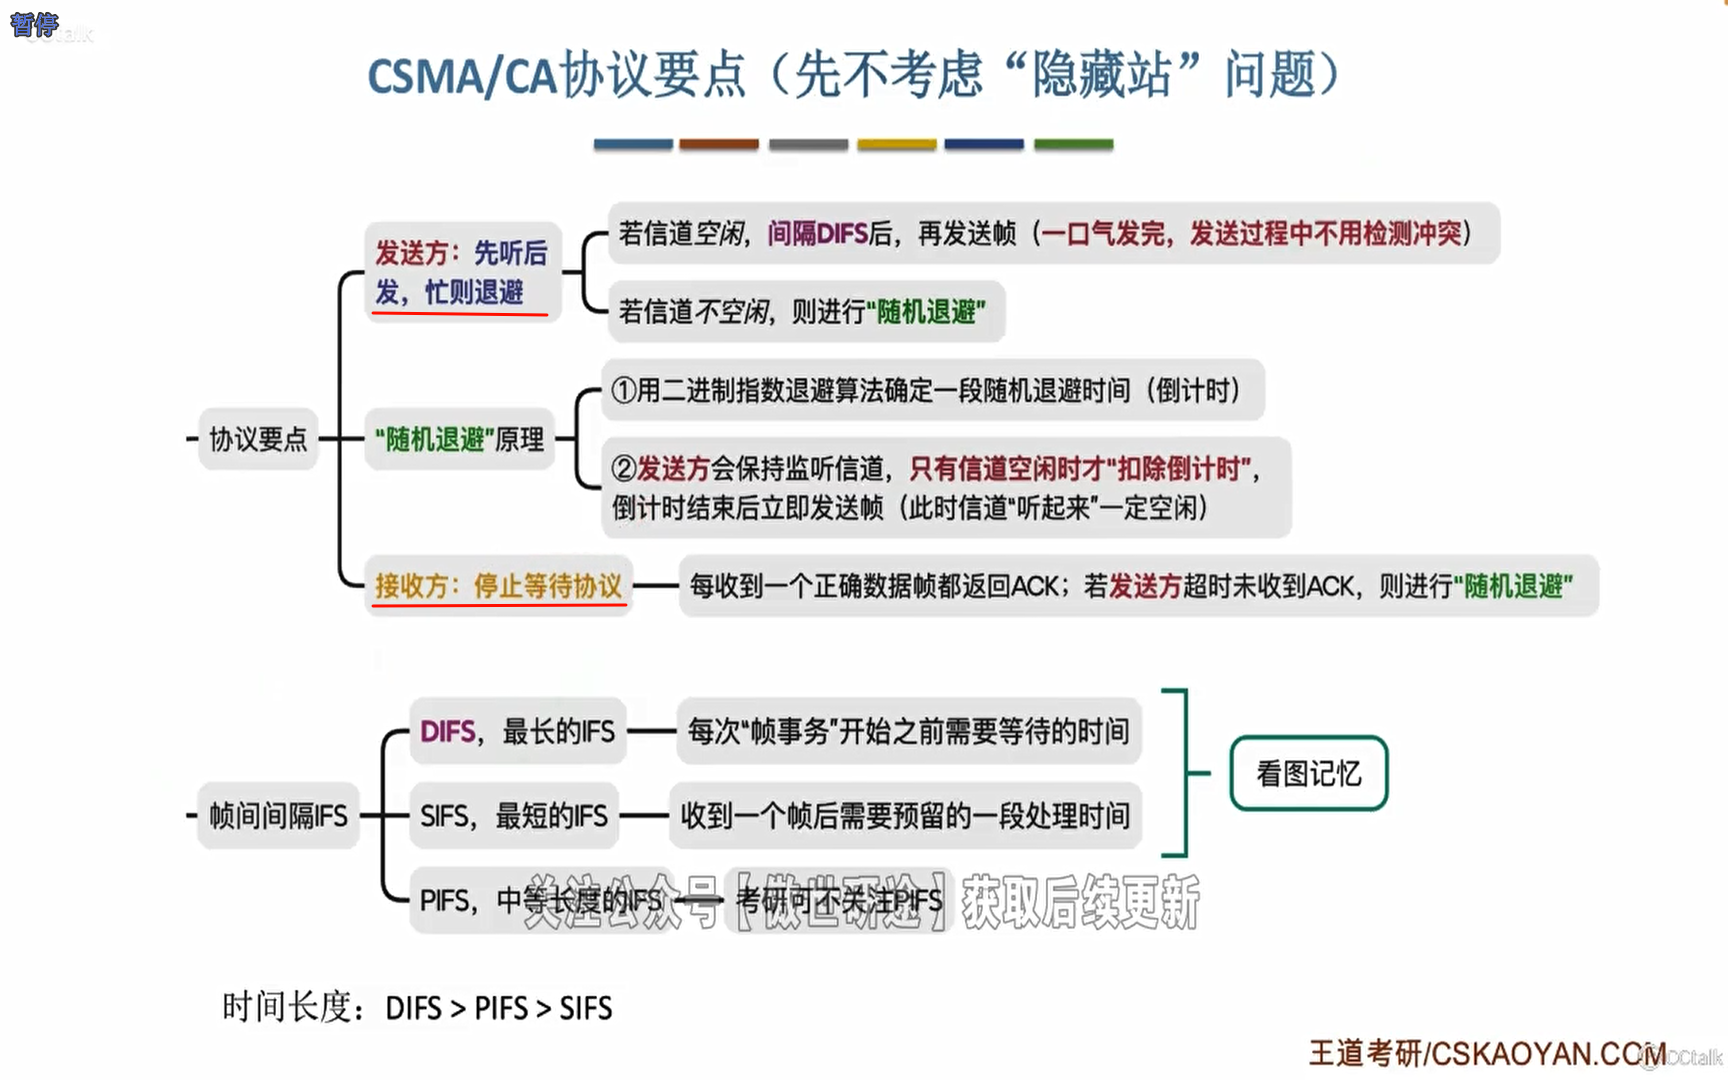 暂停
CCtalk
CSMA/CA协议要点（先不考虑“隐藏站”问题）
协议要点
发送方：先听后
发，忙则退避
若信道空闲，间隔DIFS后，再发送帧（一口气发完，发送过程中不用检测冲突）
若信道不空闲，则进行“随机退避”
“随机退避”原理
①用二进制指数退避算法确定一段随机退避时间（倒计时）
②发送方会保持监听信道，只有信道空闲时才“扣除倒计时”，
倒计时结束后立即发送帧（此时信道“听起来”一定空闲）
接收方：停止等待协议
每收到一个正确数据帧都返回ACK；若发送方超时未收到ACK，则进行“随机退避”
帧间间隔IFS
DIFS，最长的IFS
每次“帧事务”开始之前需要等待的时间
SIFS，最短的IFS
收到一个帧后需要预留的一段处理时间
PIFS，中等长度的IFS
考研可不关注PIFS
看图记忆
关注公众号【傲世研途】获取后续更新
时间长度：DIFS > PIFS > SIFS
王道考研/CSKAOYAN.COM
CCtalk